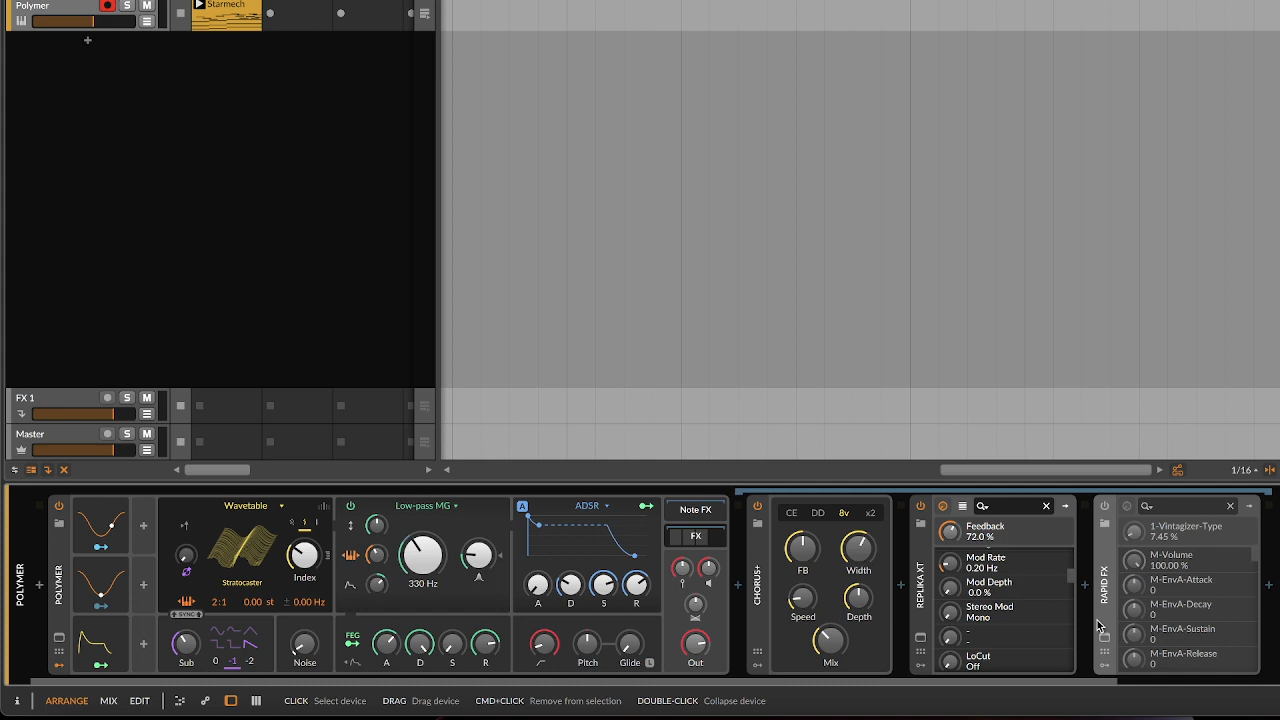 Polymer
S
M
Starmech
FX 1
S
M
Master
S
M
1/16
POLYMER
POLYMER
Wavetable
Index
Stratocaster
2:1
0.00 st
± 0.00 Hz
SYNC
Sub
0
-1
-2
Noise
Low-pass MG
330 Hz
FEG
A
D
S
R
A
ADSR
A
D
S
R
Pitch
Glide
L
Note FX
FX
Out
CHORUS+
CE
DD
8v
x2
FB
Width
Speed
Depth
Mix
REPLIKA XT
Feedback
72.0 %
Mod Rate
0.20 Hz
Mod Depth
0.0 %
Stereo Mod
Mono
-
-
LoCut
Off
RAPID FX
1-Vintagizer-Type
7.45 %
M-Volume
100.00 %
M-EnvA-Attack
0
M-EnvA-Decay
0
M-EnvA-Sustain
0
M-EnvA-Release
0
i
ARRANGE
MIX
EDIT
CLICK Select device
DRAG Drag device
CMD+CLICK Remove from selection
DOUBLE-CLICK Collapse device